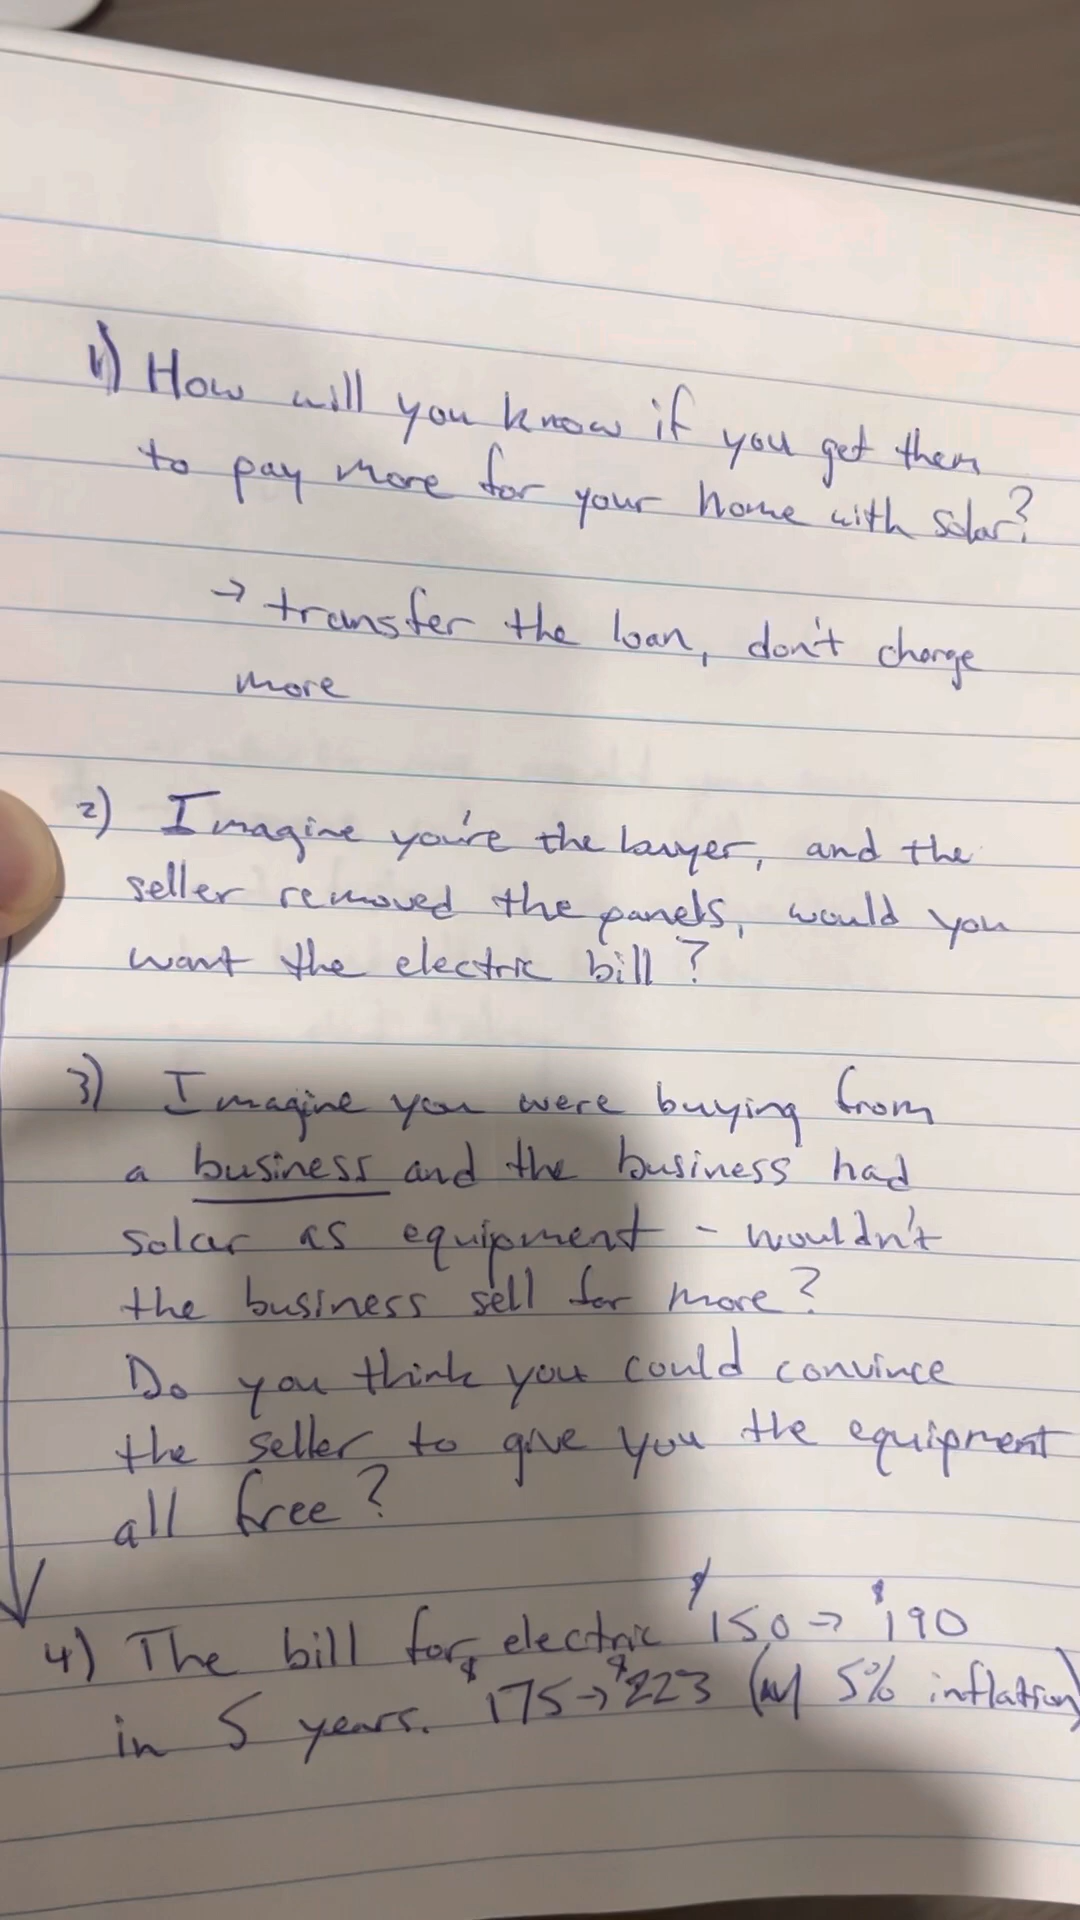 1) How will you know if you get them
to pay more for your home with solar?
→ transfer the loan, don't charge
more
2) Imagine you're the buyer, and the
seller removed the panels, would you
want the electric bill?
3) Imagine you were buying from
a business and the business had
solar as equipment - wouldn't
the business sell for more?
Do you think you could convince
the seller to give you the equipment
all free?
4) The bill for electric $150 → $190
in 5 years. $175 → $223 (w/ 5% inflation)